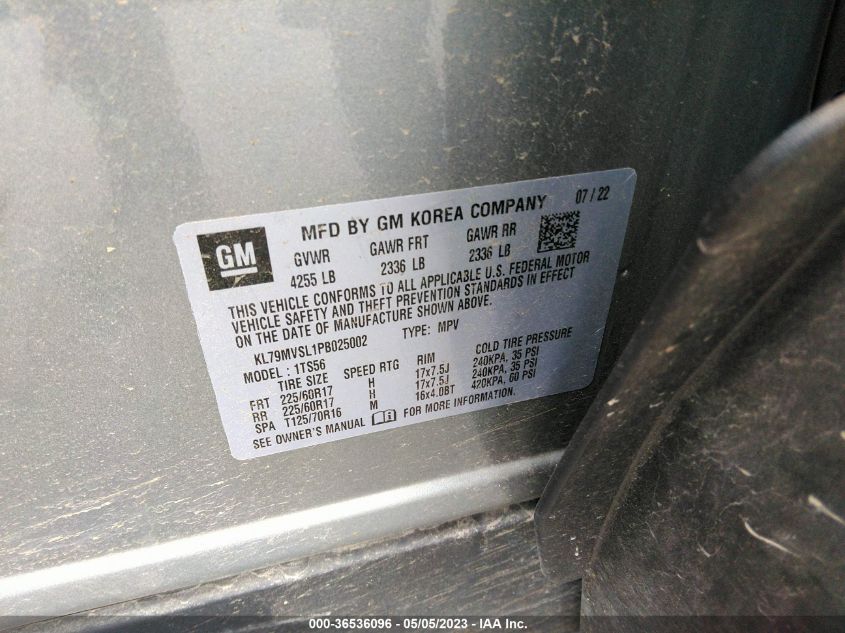 GM
MFD BY GM KOREA COMPANY 07 / 22
GVWR GAWR FRT GAWR RR
4255 LB 2336 LB 2336 LB
THIS VEHICLE CONFORMS TO ALL APPLICABLE U.S. FEDERAL MOTOR
VEHICLE SAFETY AND THEFT PREVENTION STANDARDS IN EFFECT
ON THE DATE OF MANUFACTURE SHOWN ABOVE.
KL79MVSL1PB025002 TYPE: MPV
MODEL : 1TS56
TIRE SIZE SPEED RTG RIM COLD TIRE PRESSURE
FRT 225/60R17 H 17x7.5J 240KPA, 35 PSI
RR 225/60R17 H 17x7.5J 240KPA, 35 PSI
SPA T125/70R16 M 16x4.0BT 420KPA, 60 PSI
SEE OWNER'S MANUAL FOR MORE INFORMATION.
000-36536096 - 05/05/2023 - IAA Inc.